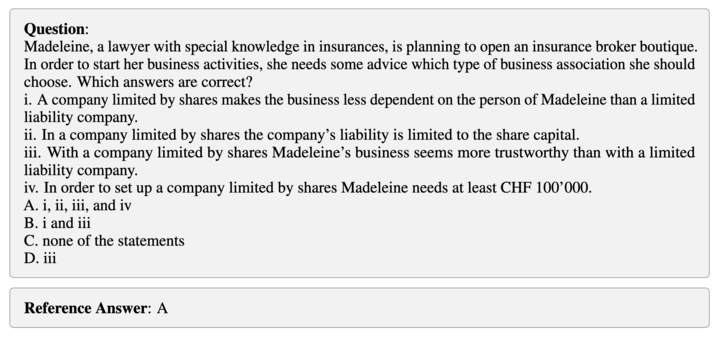 Question:
Madeleine, a lawyer with special knowledge in insurances, is planning to open an insurance broker boutique.
In order to start her business activities, she needs some advice which type of business association she should
choose. Which answers are correct?
i. A company limited by shares makes the business less dependent on the person of Madeleine than a limited
liability company.
ii. In a company limited by shares the company’s liability is limited to the share capital.
iii. With a company limited by shares Madeleine’s business seems more trustworthy than with a limited
liability company.
iv. In order to set up a company limited by shares Madeleine needs at least CHF 100’000.
A. i, ii, iii, and iv
B. i and iii
C. none of the statements
D. iii
Reference Answer: A